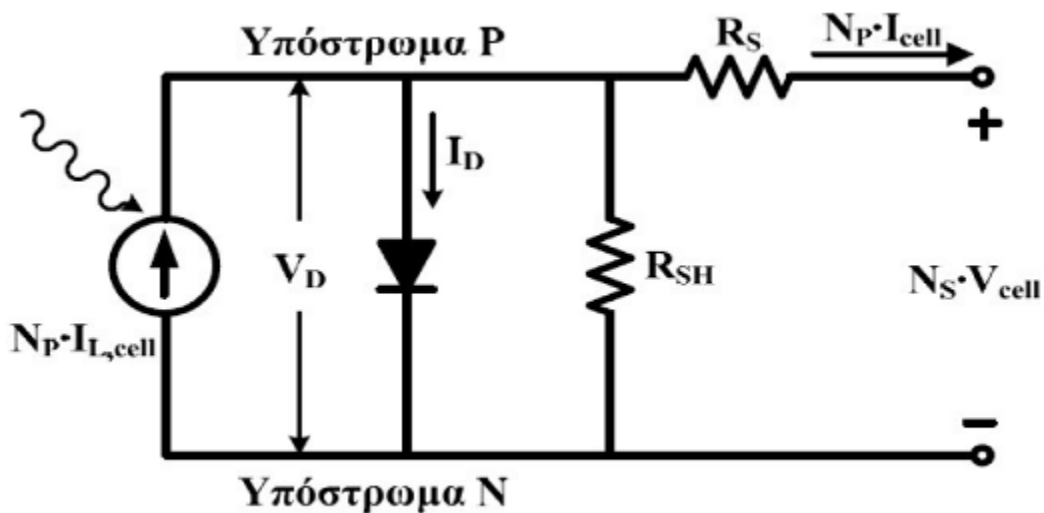 Υπόστρωμα P
R_S
N_P·I_cell
+
I_D
V_D
R_SH
N_S·V_cell
N_P·I_L,cell
−
Υπόστρωμα N